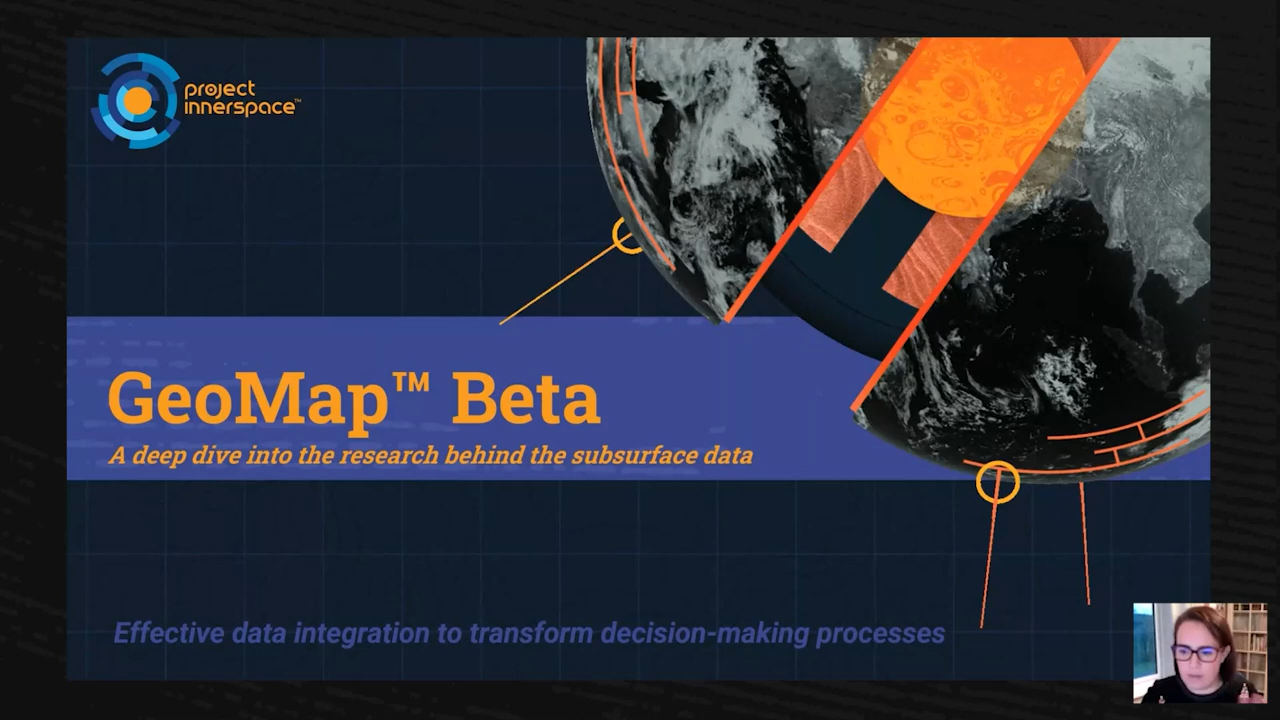 project
innerspace™
GeoMap™ Beta
A deep dive into the research behind the subsurface data
Effective data integration to transform decision-making processes